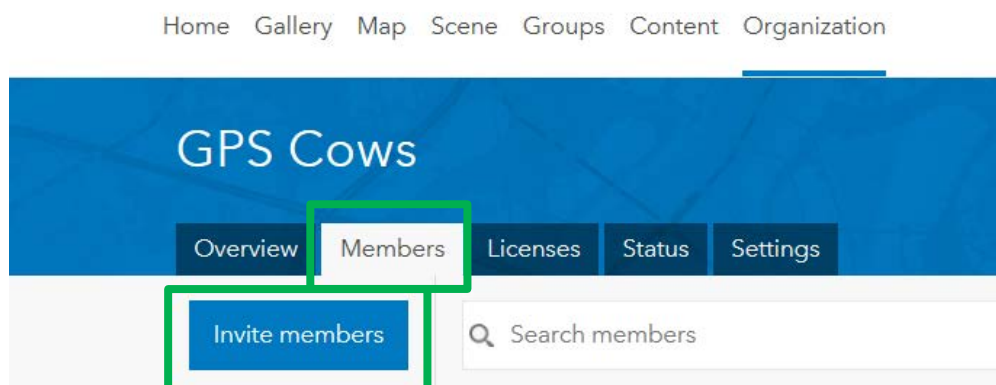 Home Gallery Map Scene Groups Content Organization
GPS Cows
Overview Members Licenses Status Settings
Invite members Search members